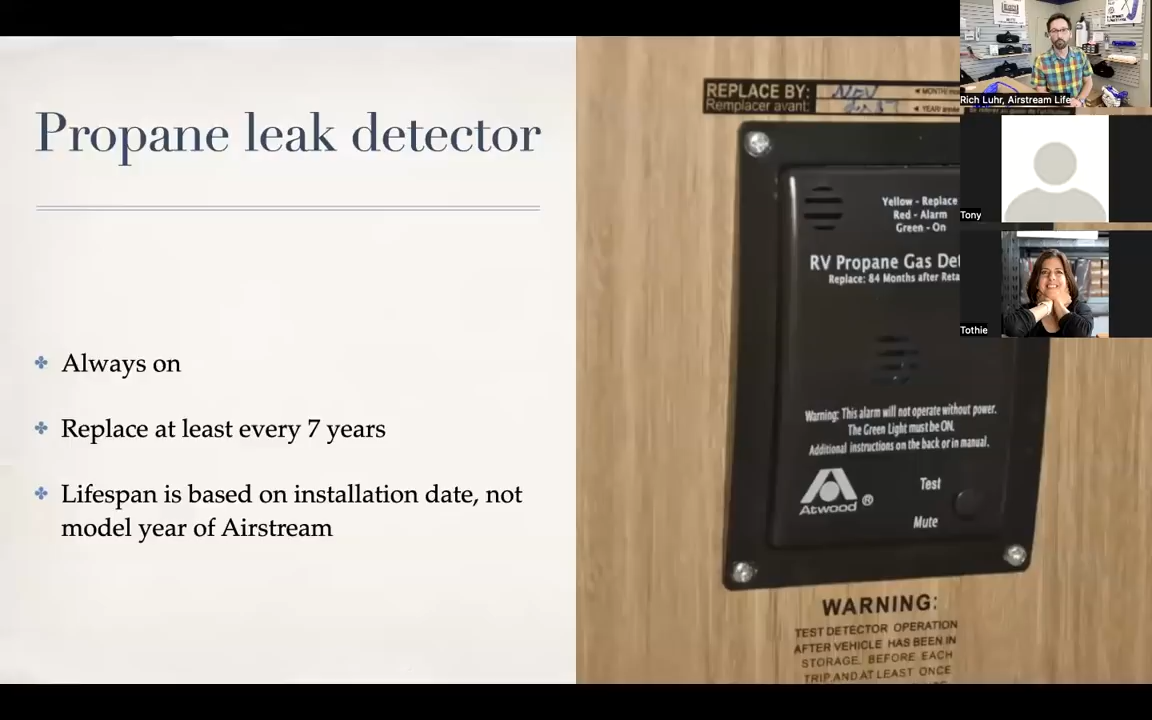 Propane leak detector
Always on
Replace at least every 7 years
Lifespan is based on installation date, not
model year of Airstream
REPLACE BY: NOV
Remplacer avant:
Yellow - Replace
Red - Alarm
Green - On
RV Propane Gas Det
Replace: 84 Months after Reta
Warning: This alarm will not operate without power.
The Green Light must be ON.
Additional instructions on the back or in manual.
Atwood ®
Test
Mute
WARNING:
TEST DETECTOR OPERATION
AFTER VEHICLE HAS BEEN IN
STORAGE, BEFORE EACH
TRIP, AND AT LEAST ONCE
Rich Luhr, Airstream Life
Tony
Tothie